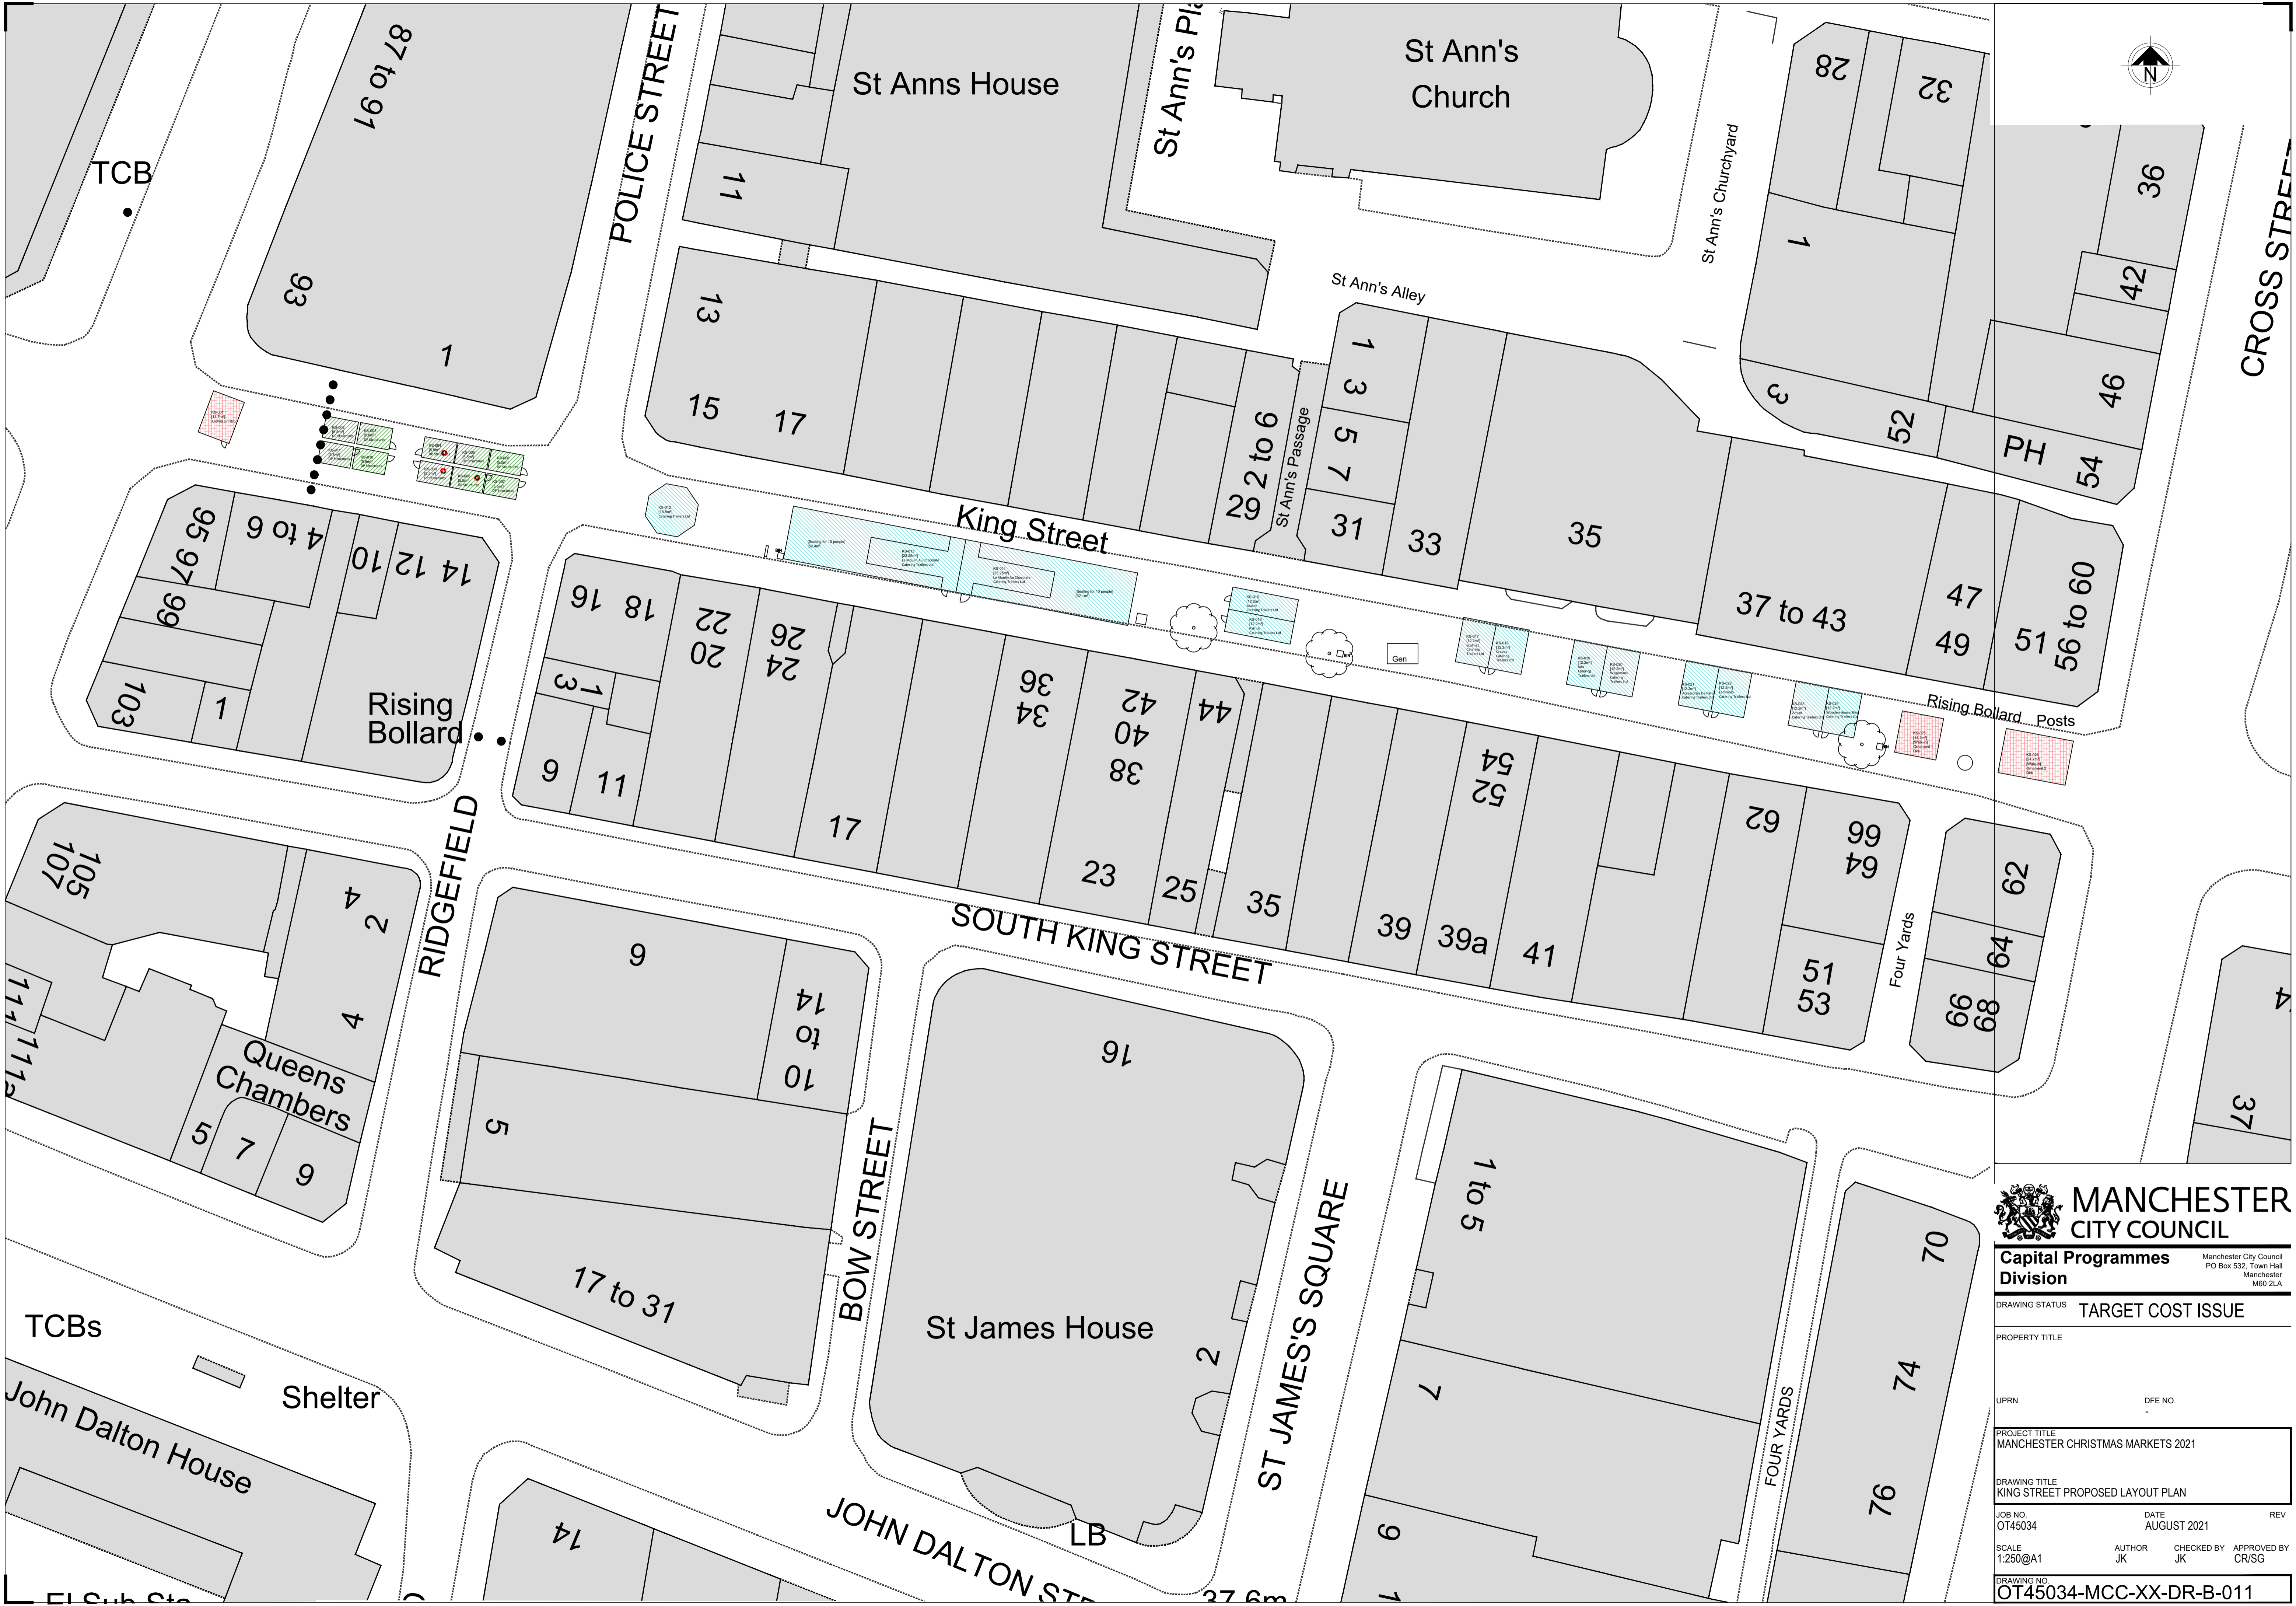 87 to 91
POLICE STREET
St Anns House
St Ann's
Church
28
32
N
TCB
11
St Ann's Churchyard
36
CROSS STREET
93
1
13
15
17
St Ann's Alley
1
42
1
3
5
7
2 to 9
29
St Ann's Passage
31
33
35
3
52
PH
46
54
King Street
37 to 43
47
49
51
56 to 60
95 97
4 to 6
10
12
14
99
103
1
16
18
22
20
26
24
Gen
Rising Bollard
Posts
Rising
Bollard
1
3
9
11
17
36
34
42
40
38
44
23
25
35
39
39a
54
52
41
62
66
64
51
53
Four Yards
62
64
66
68
105
107
4
2
4
RIDGEFIELD
SOUTH KING STREET
9
14
to
10
16
Queens
Chambers
5
7
9
5
17 to 31
BOW STREET
St James House
2
ST JAMES'S SQUARE
1 to 5
7
9
FOUR YARDS
70
74
76
37
TCBs
Shelter
John Dalton House
14
JOHN DALTON STRE
LB
37.6m
El Sub Sta
MANCHESTER
CITY COUNCIL
Capital Programmes
Division
Manchester City Council
PO Box 532, Town Hall
Manchester
M60 2LA
DRAWING STATUS TARGET COST ISSUE
PROPERTY TITLE
UPRN DFE NO.
-
PROJECT TITLE
MANCHESTER CHRISTMAS MARKETS 2021
DRAWING TITLE
KING STREET PROPOSED LAYOUT PLAN
JOB NO. DATE REV
OT45034 AUGUST 2021
SCALE AUTHOR CHECKED BY APPROVED BY
1:250@A1 JK JK CR/SG
DRAWING NO.
OT45034-MCC-XX-DR-B-011